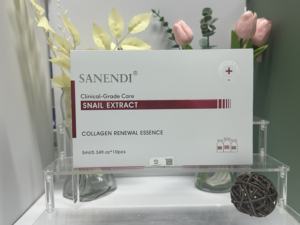 SANENDI®
Clinical-Grade Care
SNAIL EXTRACT
COLLAGEN RENEWAL ESSENCE